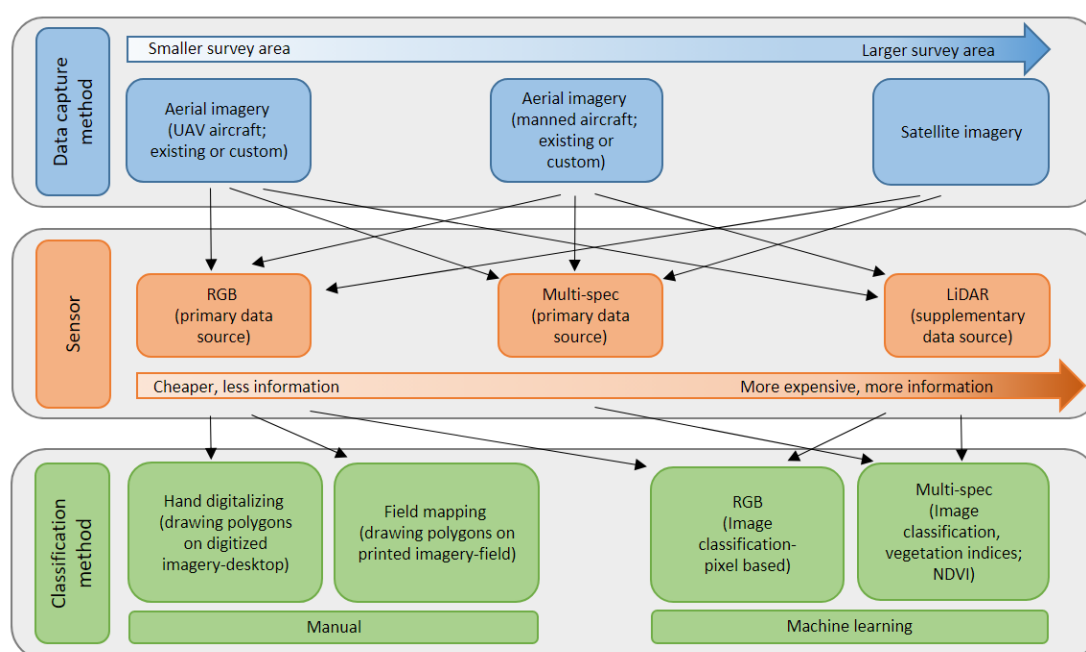 Data capture
method
Smaller survey area
Larger survey area
Aerial imagery
(UAV aircraft;
existing or custom)
Aerial imagery
(manned aircraft;
existing or
custom)
Satellite imagery
Sensor
RGB
(primary data
source)
Multi-spec
(primary data
source)
LiDAR
(supplementary
data source)
Cheaper, less information
More expensive, more information
Classification
method
Hand digitalizing
(drawing polygons
on digitized
imagery-desktop)
Field mapping
(drawing polygons on
printed imagery-field)
RGB
(Image
classification-
pixel based)
Multi-spec
(Image
classification,
vegetation indices;
NDVI)
Manual
Machine learning